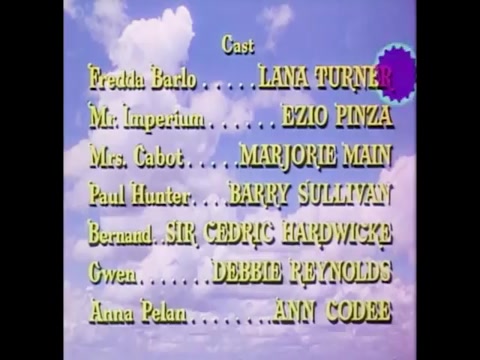 Cast
Fredda Barlo.....LANA TURNER
Mr. Imperium......EZIO PINZA
Mrs. Cabot.....MARJORIE MAIN
Paul Hunter....BARRY SULLIVAN
Bernand..SIR CEDRIC HARDWICKE
Gwen.......DEBBIE REYNOLDS
Anna Pelan........ANN CODEE